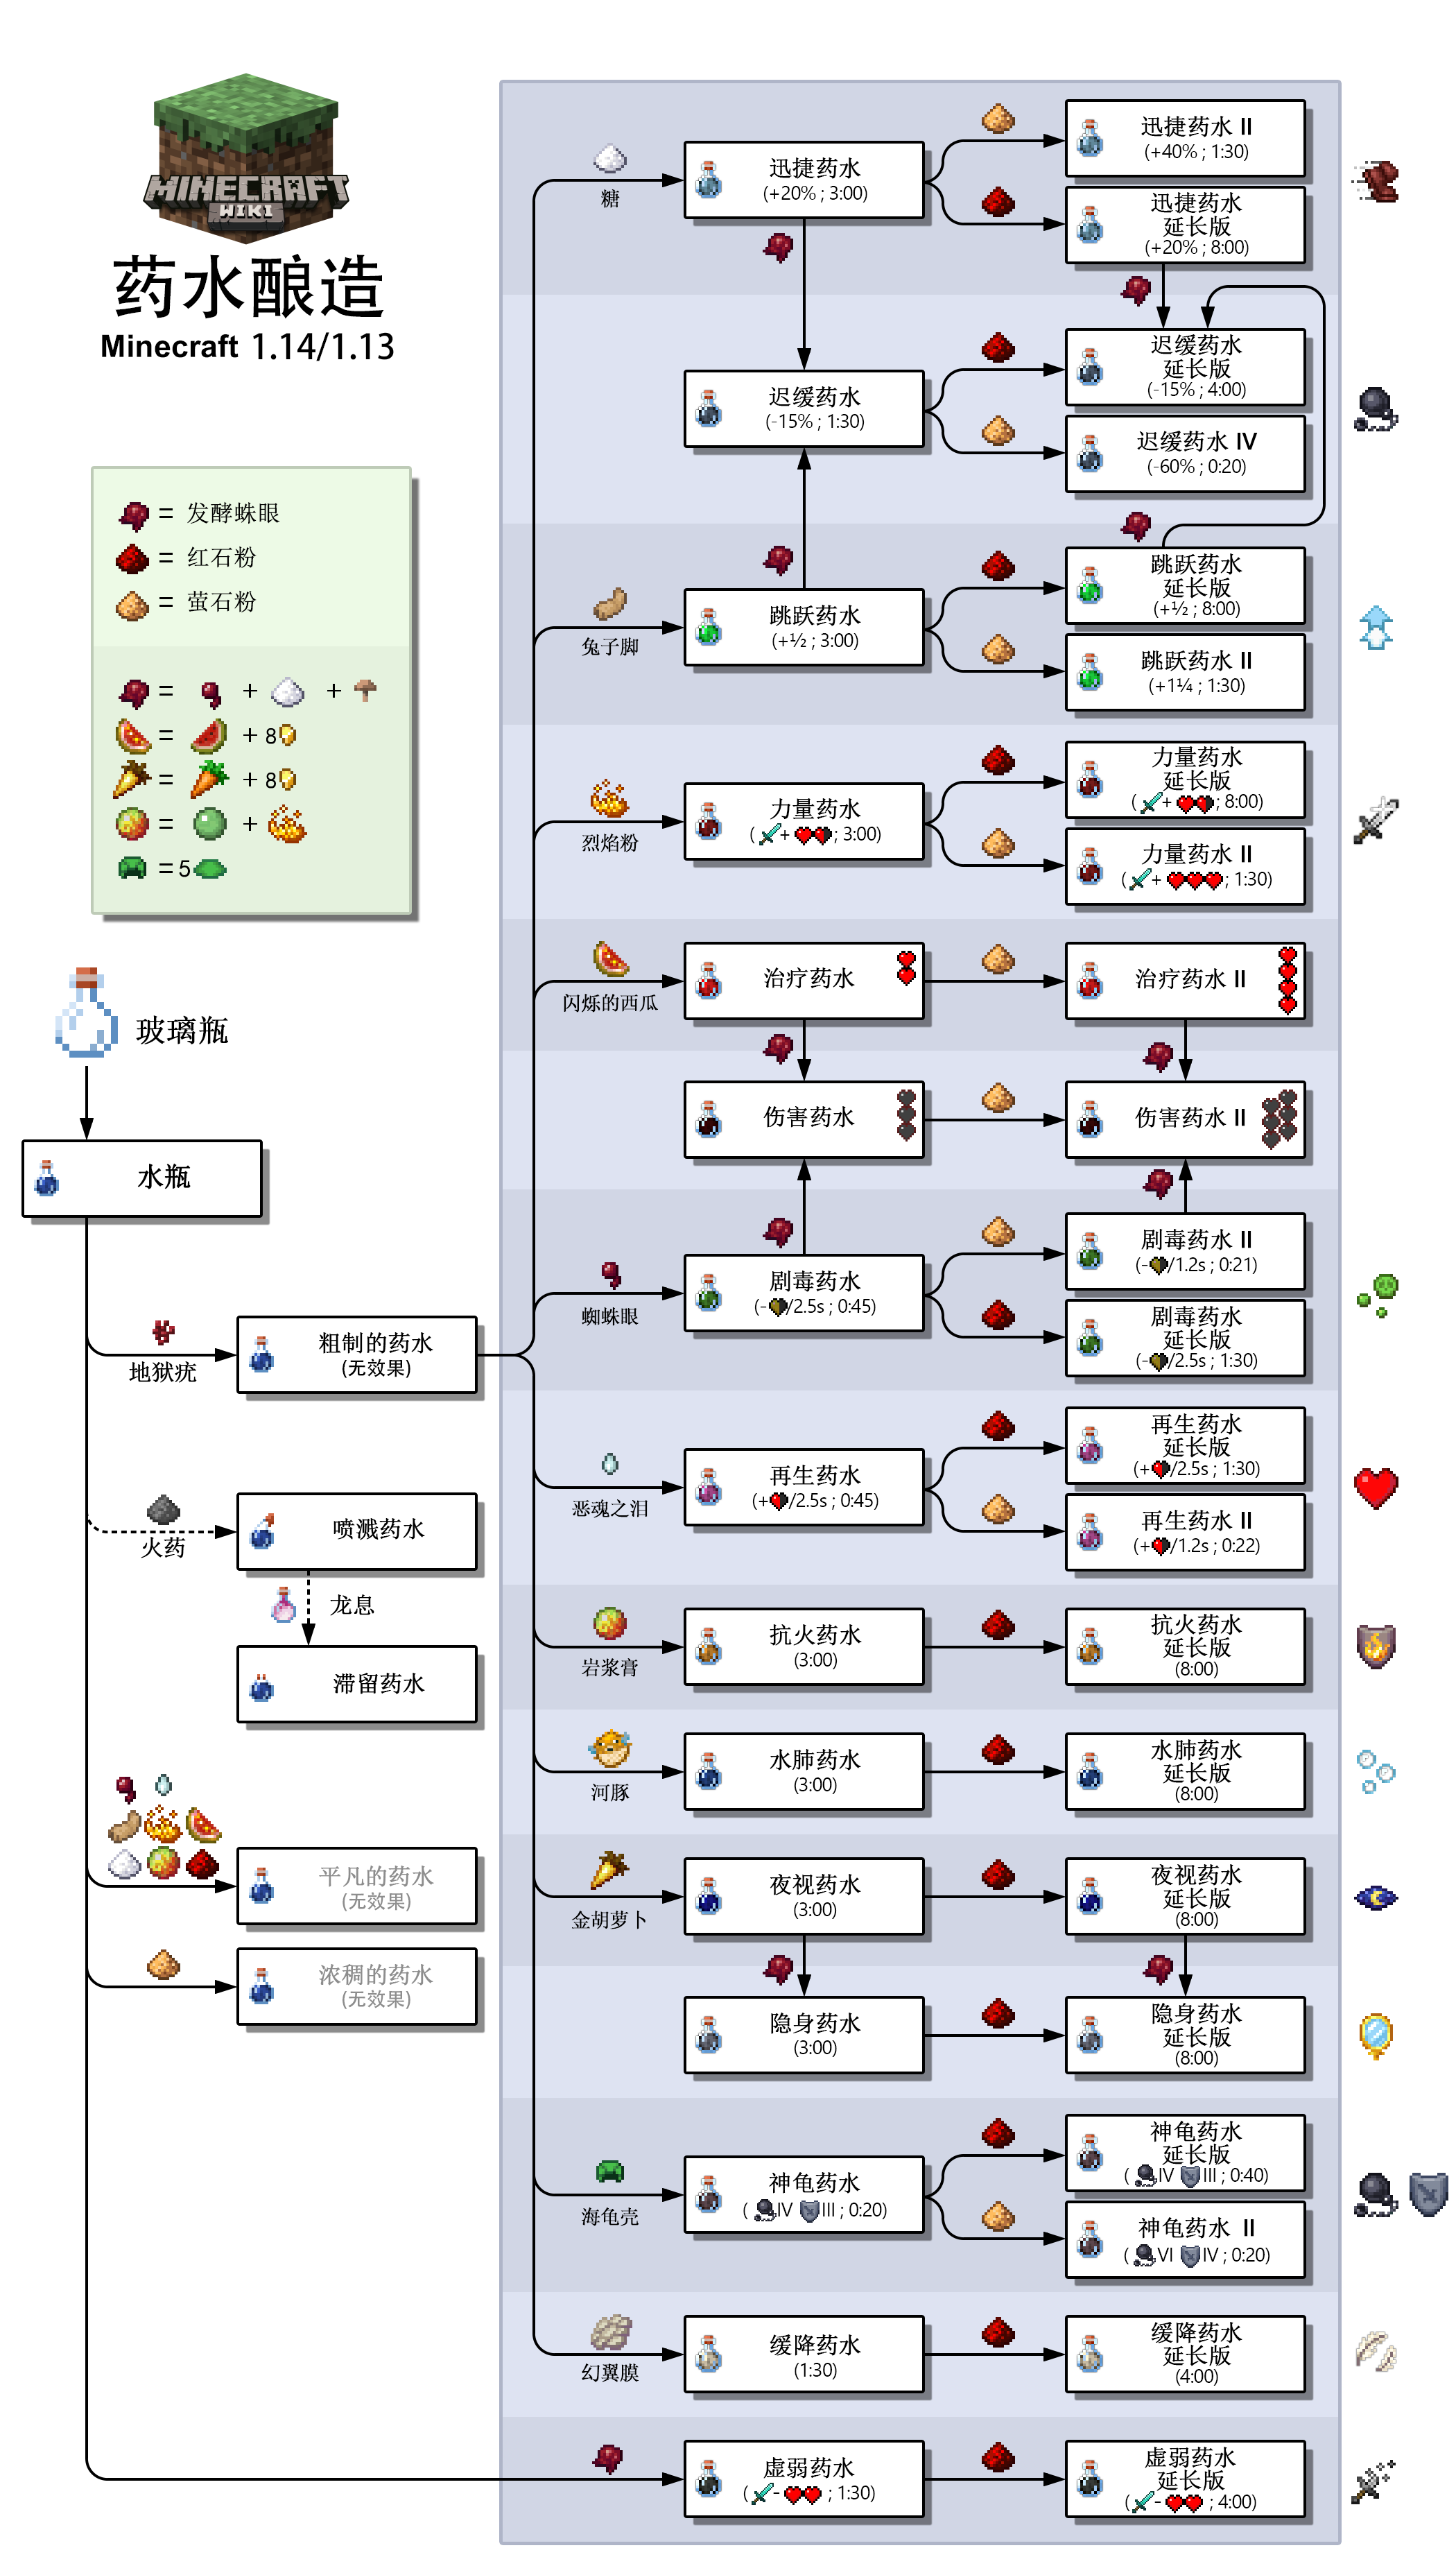 MINECRAFT
WIKI
药水酿造
Minecraft 1.14/1.13
= 发酵蛛眼
= 红石粉
= 萤石粉
= + +
= + 8
= + 8
= +
= 5
玻璃瓶
水瓶
地狱疣
粗制的药水
(无效果)
火药
喷溅药水
龙息
滞留药水
平凡的药水
(无效果)
浓稠的药水
(无效果)
糖
迅捷药水
(+20% ; 3:00)
迅捷药水 II
(+40% ; 1:30)
迅捷药水
延长版
(+20% ; 8:00)
迟缓药水
(-15% ; 1:30)
迟缓药水
延长版
(-15% ; 4:00)
迟缓药水 IV
(-60% ; 0:20)
兔子脚
跳跃药水
(+½ ; 3:00)
跳跃药水
延长版
(+½ ; 8:00)
跳跃药水 II
(+1¼ ; 1:30)
烈焰粉
力量药水
( + ; 3:00)
力量药水
延长版
( + ; 8:00)
力量药水 II
( + ; 1:30)
闪烁的西瓜
治疗药水
治疗药水 II
伤害药水
伤害药水 II
蜘蛛眼
剧毒药水
(- /2.5s ; 0:45)
剧毒药水 II
(- /1.2s ; 0:21)
剧毒药水
延长版
(- /2.5s ; 1:30)
恶魂之泪
再生药水
(+ /2.5s ; 0:45)
再生药水
延长版
(+ /2.5s ; 1:30)
再生药水 II
(+ /1.2s ; 0:22)
岩浆膏
抗火药水
(3:00)
抗火药水
延长版
(8:00)
河豚
水肺药水
(3:00)
水肺药水
延长版
(8:00)
金胡萝卜
夜视药水
(3:00)
夜视药水
延长版
(8:00)
隐身药水
(3:00)
隐身药水
延长版
(8:00)
海龟壳
神龟药水
( IV III ; 0:20)
神龟药水
延长版
( IV III ; 0:40)
神龟药水 II
( VI IV ; 0:20)
幻翼膜
缓降药水
(1:30)
缓降药水
延长版
(4:00)
虚弱药水
( - ; 1:30)
虚弱药水
延长版
( - ; 4:00)